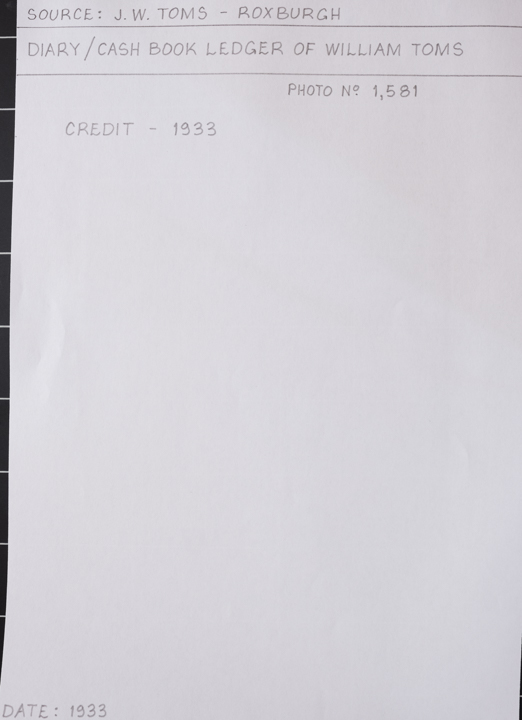 SOURCE: J. W. TOMS - ROXBURGH
DIARY/CASH BOOK LEDGER OF WILLIAM TOMS
PHOTO Nº 1,581
CREDIT - 1933
DATE: 1933